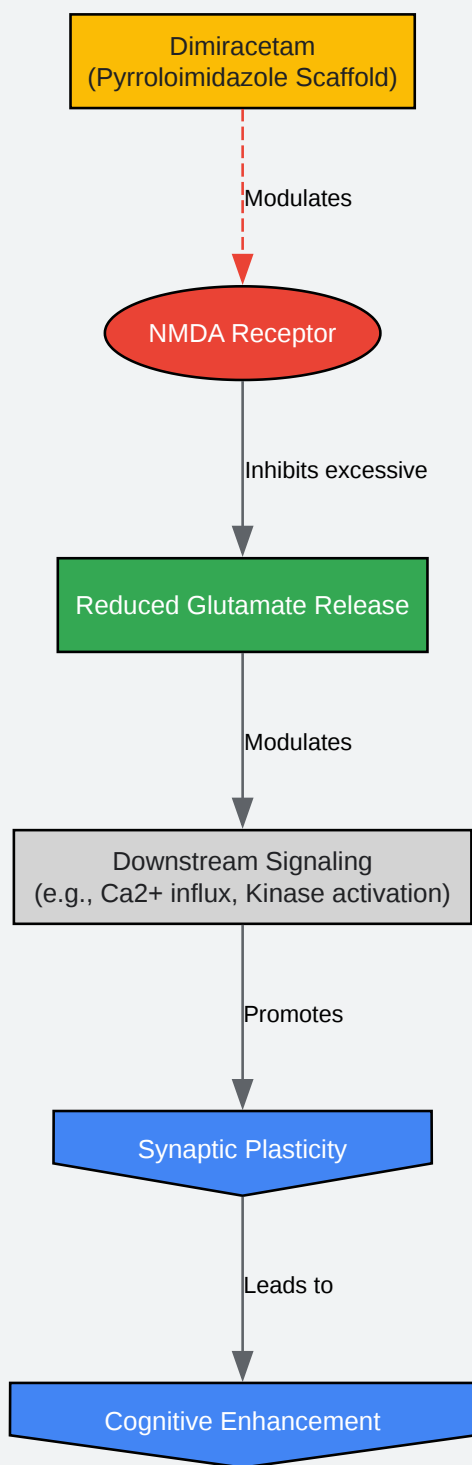 Dimiracetam
(Pyrroloimidazole Scaffold)
Modulates
NMDA Receptor
Inhibits excessive
Reduced Glutamate Release
Modulates
Downstream Signaling
(e.g., Ca2+ influx, Kinase activation)
Promotes
Synaptic Plasticity
Leads to
Cognitive Enhancement